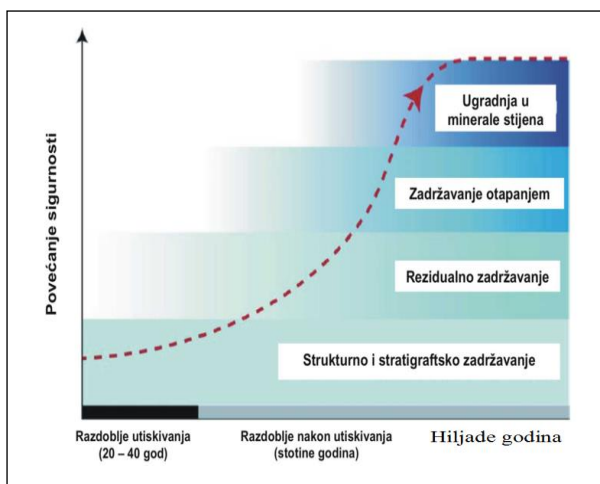 Povećanje sigurnosti
Ugradnja u
minerale stijena
Zadržavanje otapanjem
Rezidualno zadržavanje
Strukturno i stratigraftsko zadržavanje
Razdoblje utiskivanja
(20 – 40 god)
Razdoblje nakon utiskivanja
(stotine godina)
Hiljade godina